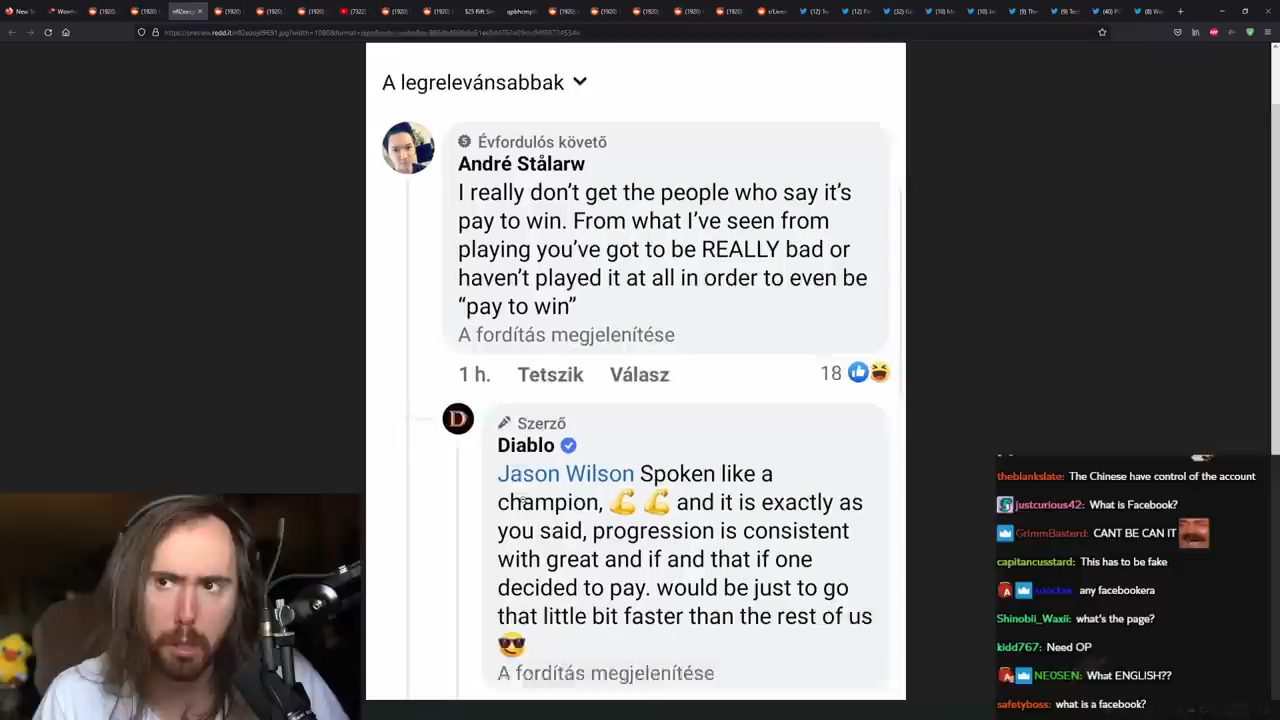 (1920)
(7322)
$25 Rift Sim
A legrelevánsabbak
Évfordulós követő
André Stålarw
I really don't get the people who say it's
pay to win. From what I've seen from
playing you've got to be REALLY bad or
haven't played it at all in order to even be
“pay to win”
A fordítás megjelenítése
1 h. Tetszik Válasz 18
D
Szerző
Diablo
Jason Wilson Spoken like a
champion, 💪 💪 and it is exactly as
you said, progression is consistent
with great and if and that if one
decided to pay. would be just to go
that little bit faster than the rest of us
😎
A fordítás megjelenítése
theblankslate: The Chinese have control of the account
justcurious42: What is Facebook?
GrimmBasterd: CANT BE CAN IT
capitancusstard: This has to be fake
any facebookera
Shinobii_Waxii: what's the page?
kidd767: Need OP
NEOSEN: What ENGLISH??
safetyboss: what is a facebook?